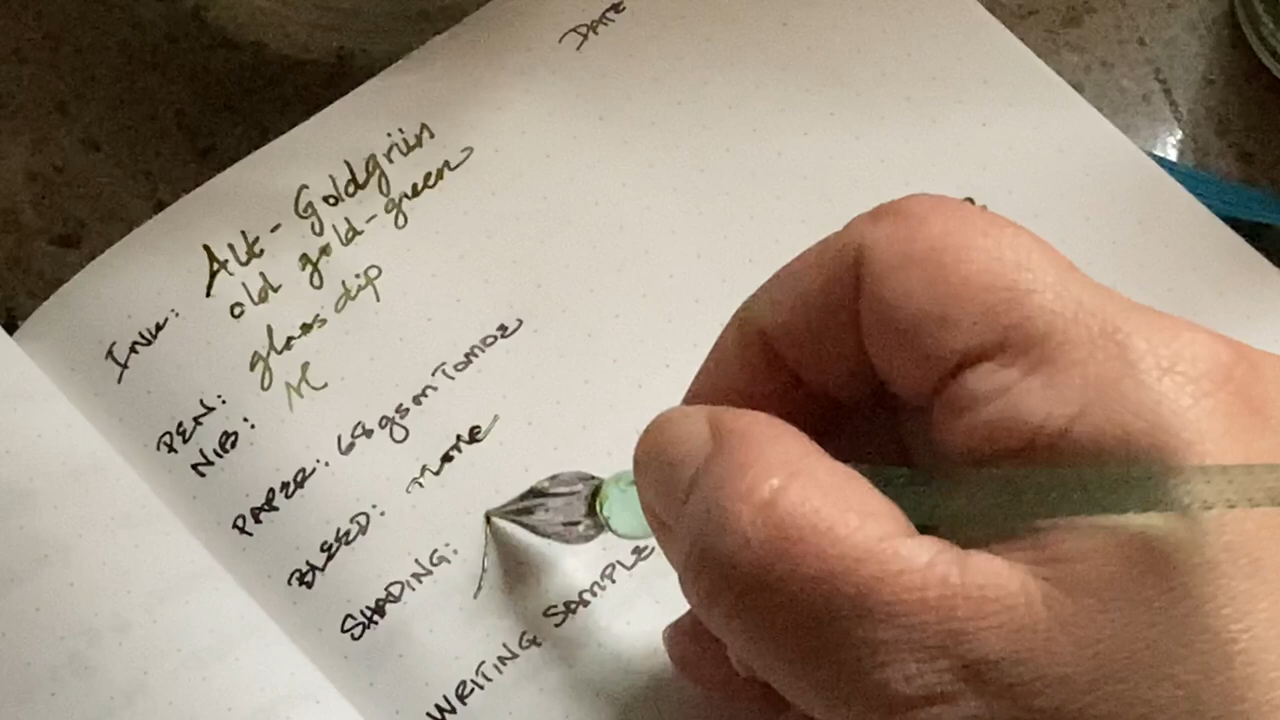 DATE
INK: Alt-Goldgrün
old gold-green
PEN: glass dip
NIB: M
PAPER: 68gsm Tomoe
BLEED: none
SHADING:
WRITING SAMPLE